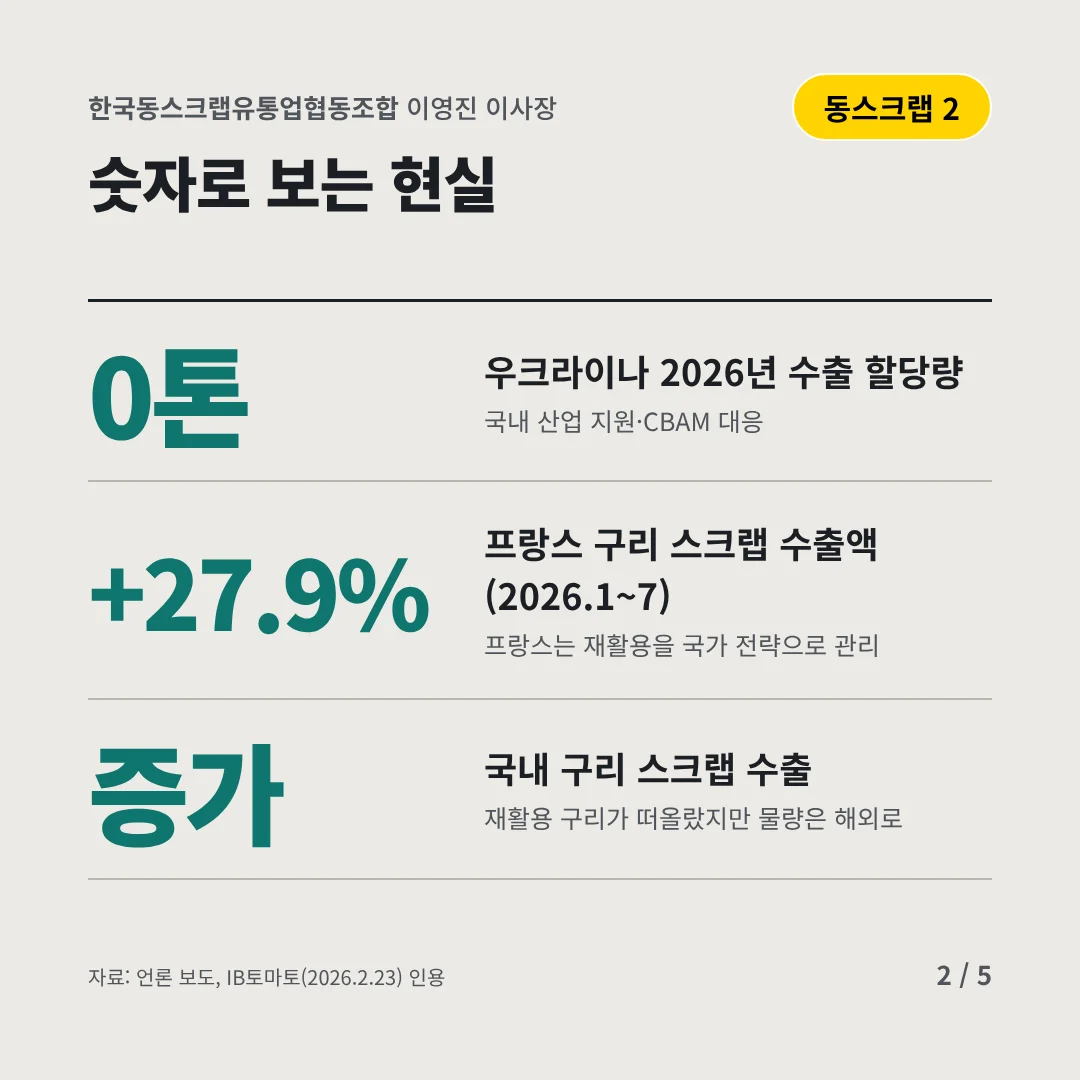 한국동스크랩유통업협동조합 이영진 이사장
동스크랩 2
숫자로 보는 현실
0톤
우크라이나 2026년 수출 할당량
국내 산업 지원·CBAM 대응
+27.9%
프랑스 구리 스크랩 수출액
(2026.1~7)
프랑스는 재활용을 국가 전략으로 관리
증가
국내 구리 스크랩 수출
재활용 구리가 떠올랐지만 물량은 해외로
자료: 언론 보도, IB토마토(2026.2.23) 인용
2 / 5